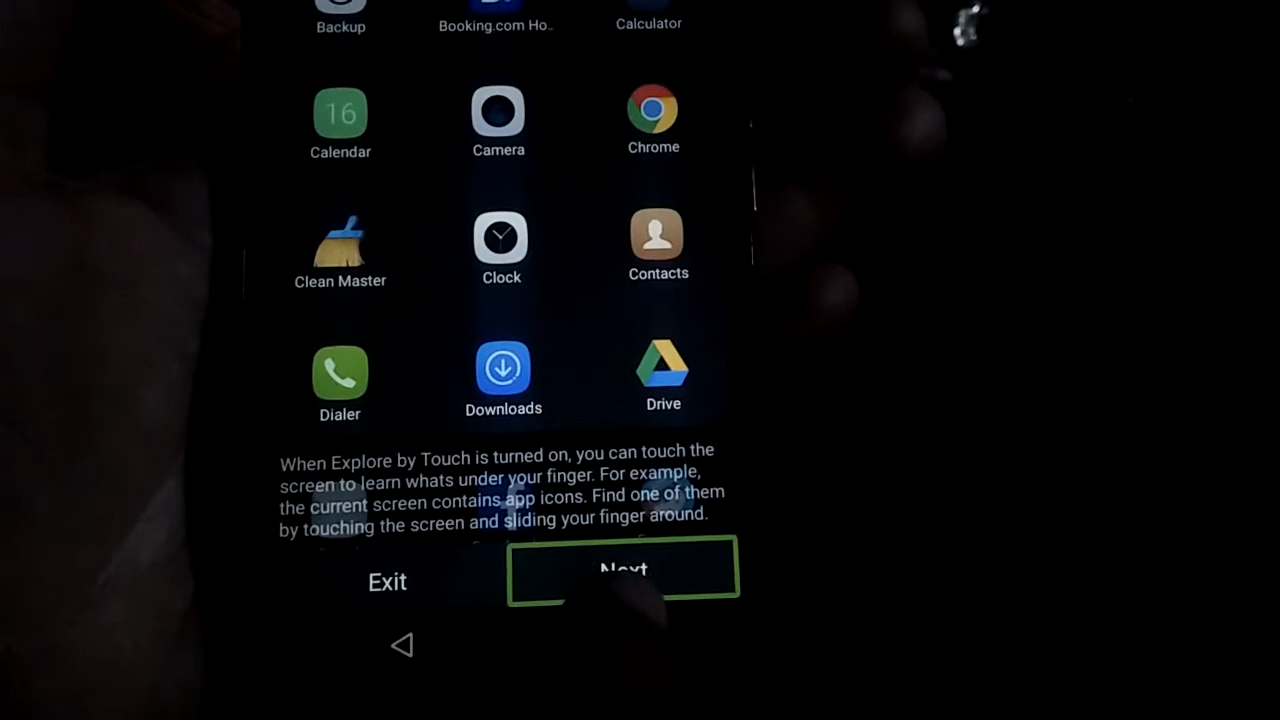 Backup Booking.com Ho.. Calculator
16
Calendar Camera Chrome
Clean Master Clock Contacts
Dialer Downloads Drive
When Explore by Touch is turned on, you can touch the
screen to learn whats under your finger. For example,
the current screen contains app icons. Find one of them
by touching the screen and sliding your finger around.
Exit Next